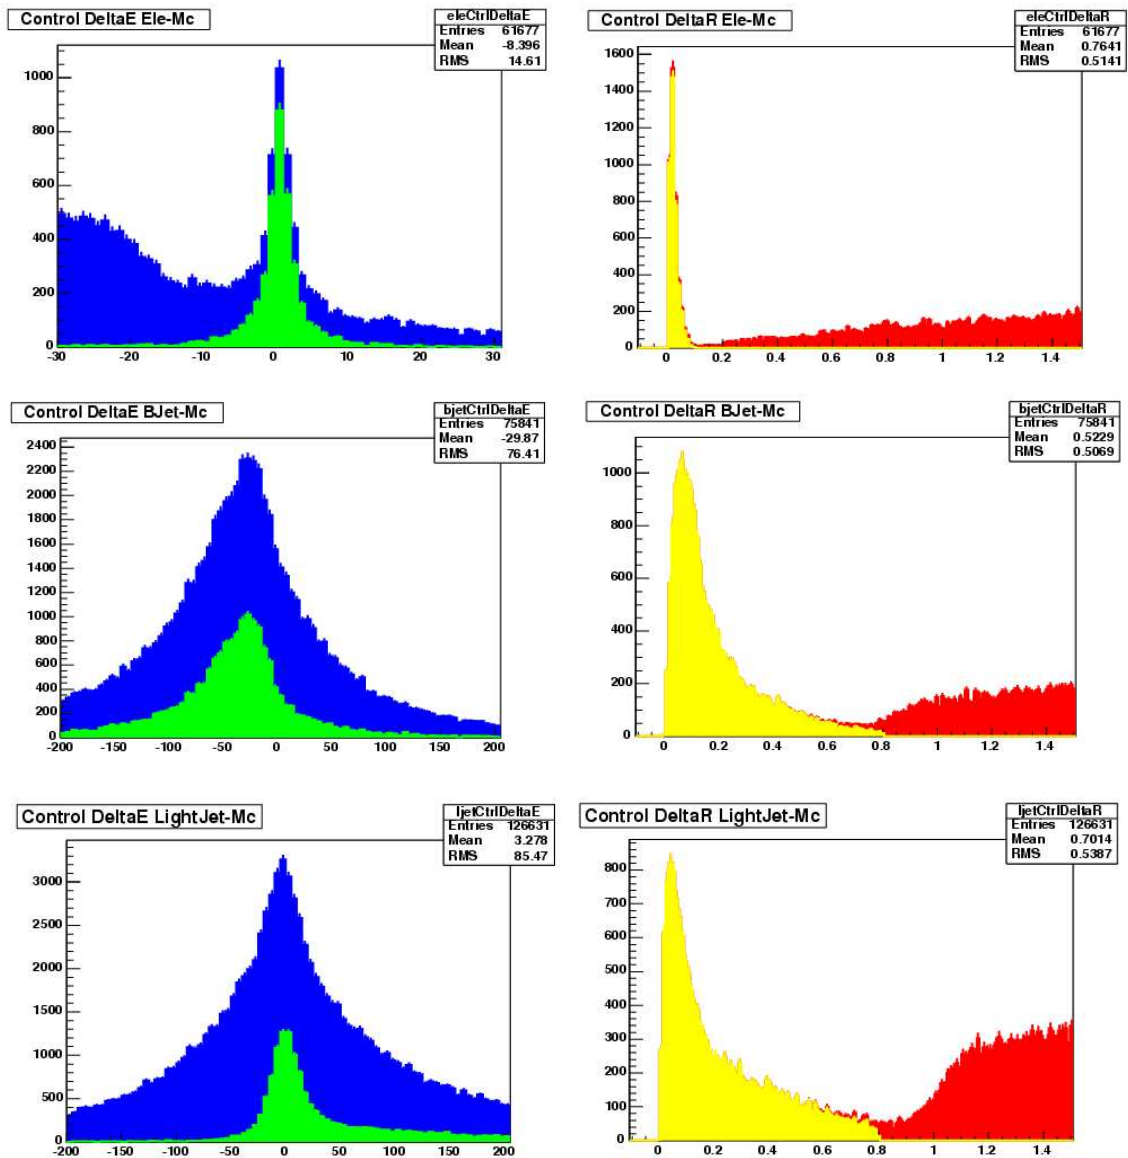 Control DeltaE Ele-Mc
eleCtrlDeltaE
Entries 61677
Mean -8.396
RMS 14.61
1000
800
600
400
200
0
-30 -20 -10 0 10 20 30
Control DeltaR Ele-Mc
eleCtrlDeltaR
Entries 61677
Mean 0.7641
RMS 0.5141
1600
1400
1200
1000
800
600
400
200
0
0 0.2 0.4 0.6 0.8 1 1.2 1.4
Control DeltaE BJet-Mc
bjetCtrlDeltaE
Entries 75841
Mean -29.87
RMS 76.41
2400
2200
2000
1800
1600
1400
1200
1000
800
600
400
200
0
-200 -150 -100 -50 0 50 100 150 200
Control DeltaR BJet-Mc
bjetCtrlDeltaR
Entries 75841
Mean 0.5229
RMS 0.5069
1000
800
600
400
200
0
0 0.2 0.4 0.6 0.8 1 1.2 1.4
Control DeltaE LightJet-Mc
ljetCtrlDeltaE
Entries 126631
Mean 3.278
RMS 85.47
3000
2500
2000
1500
1000
500
0
-200 -150 -100 -50 0 50 100 150 200
Control DeltaR LightJet-Mc
ljetCtrlDeltaR
Entries 126631
Mean 0.7014
RMS 0.5387
800
700
600
500
400
300
200
100
0
0 0.2 0.4 0.6 0.8 1 1.2 1.4